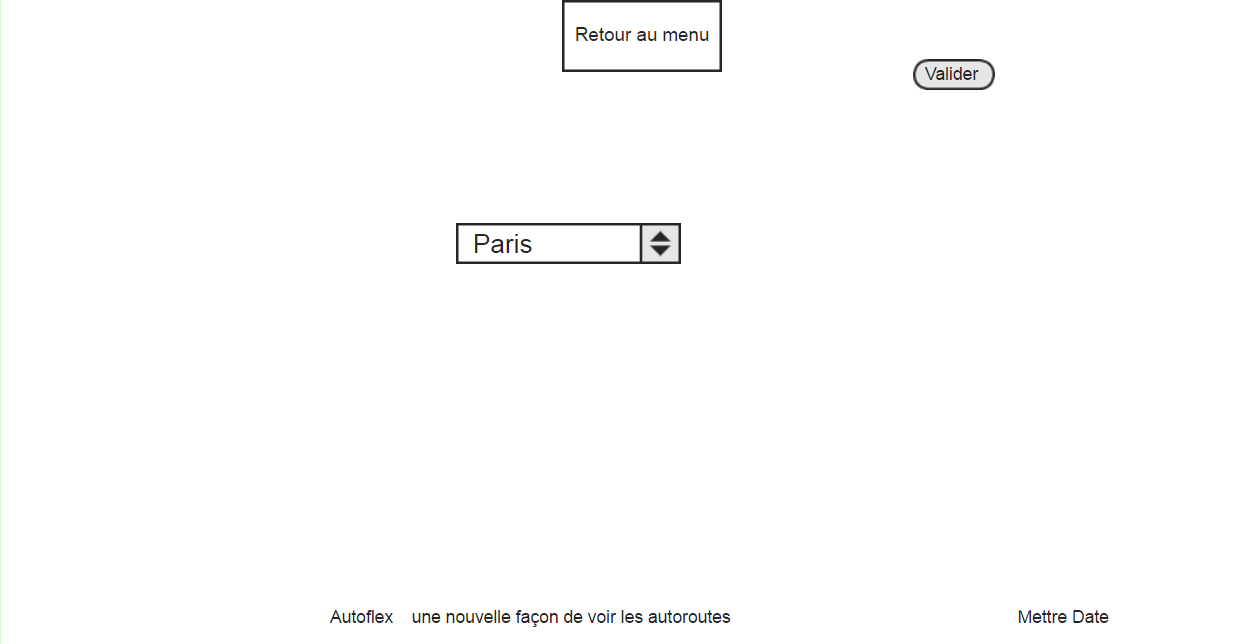 Retour au menu
Valider
Paris
Autoflex une nouvelle façon de voir les autoroutes
Mettre Date